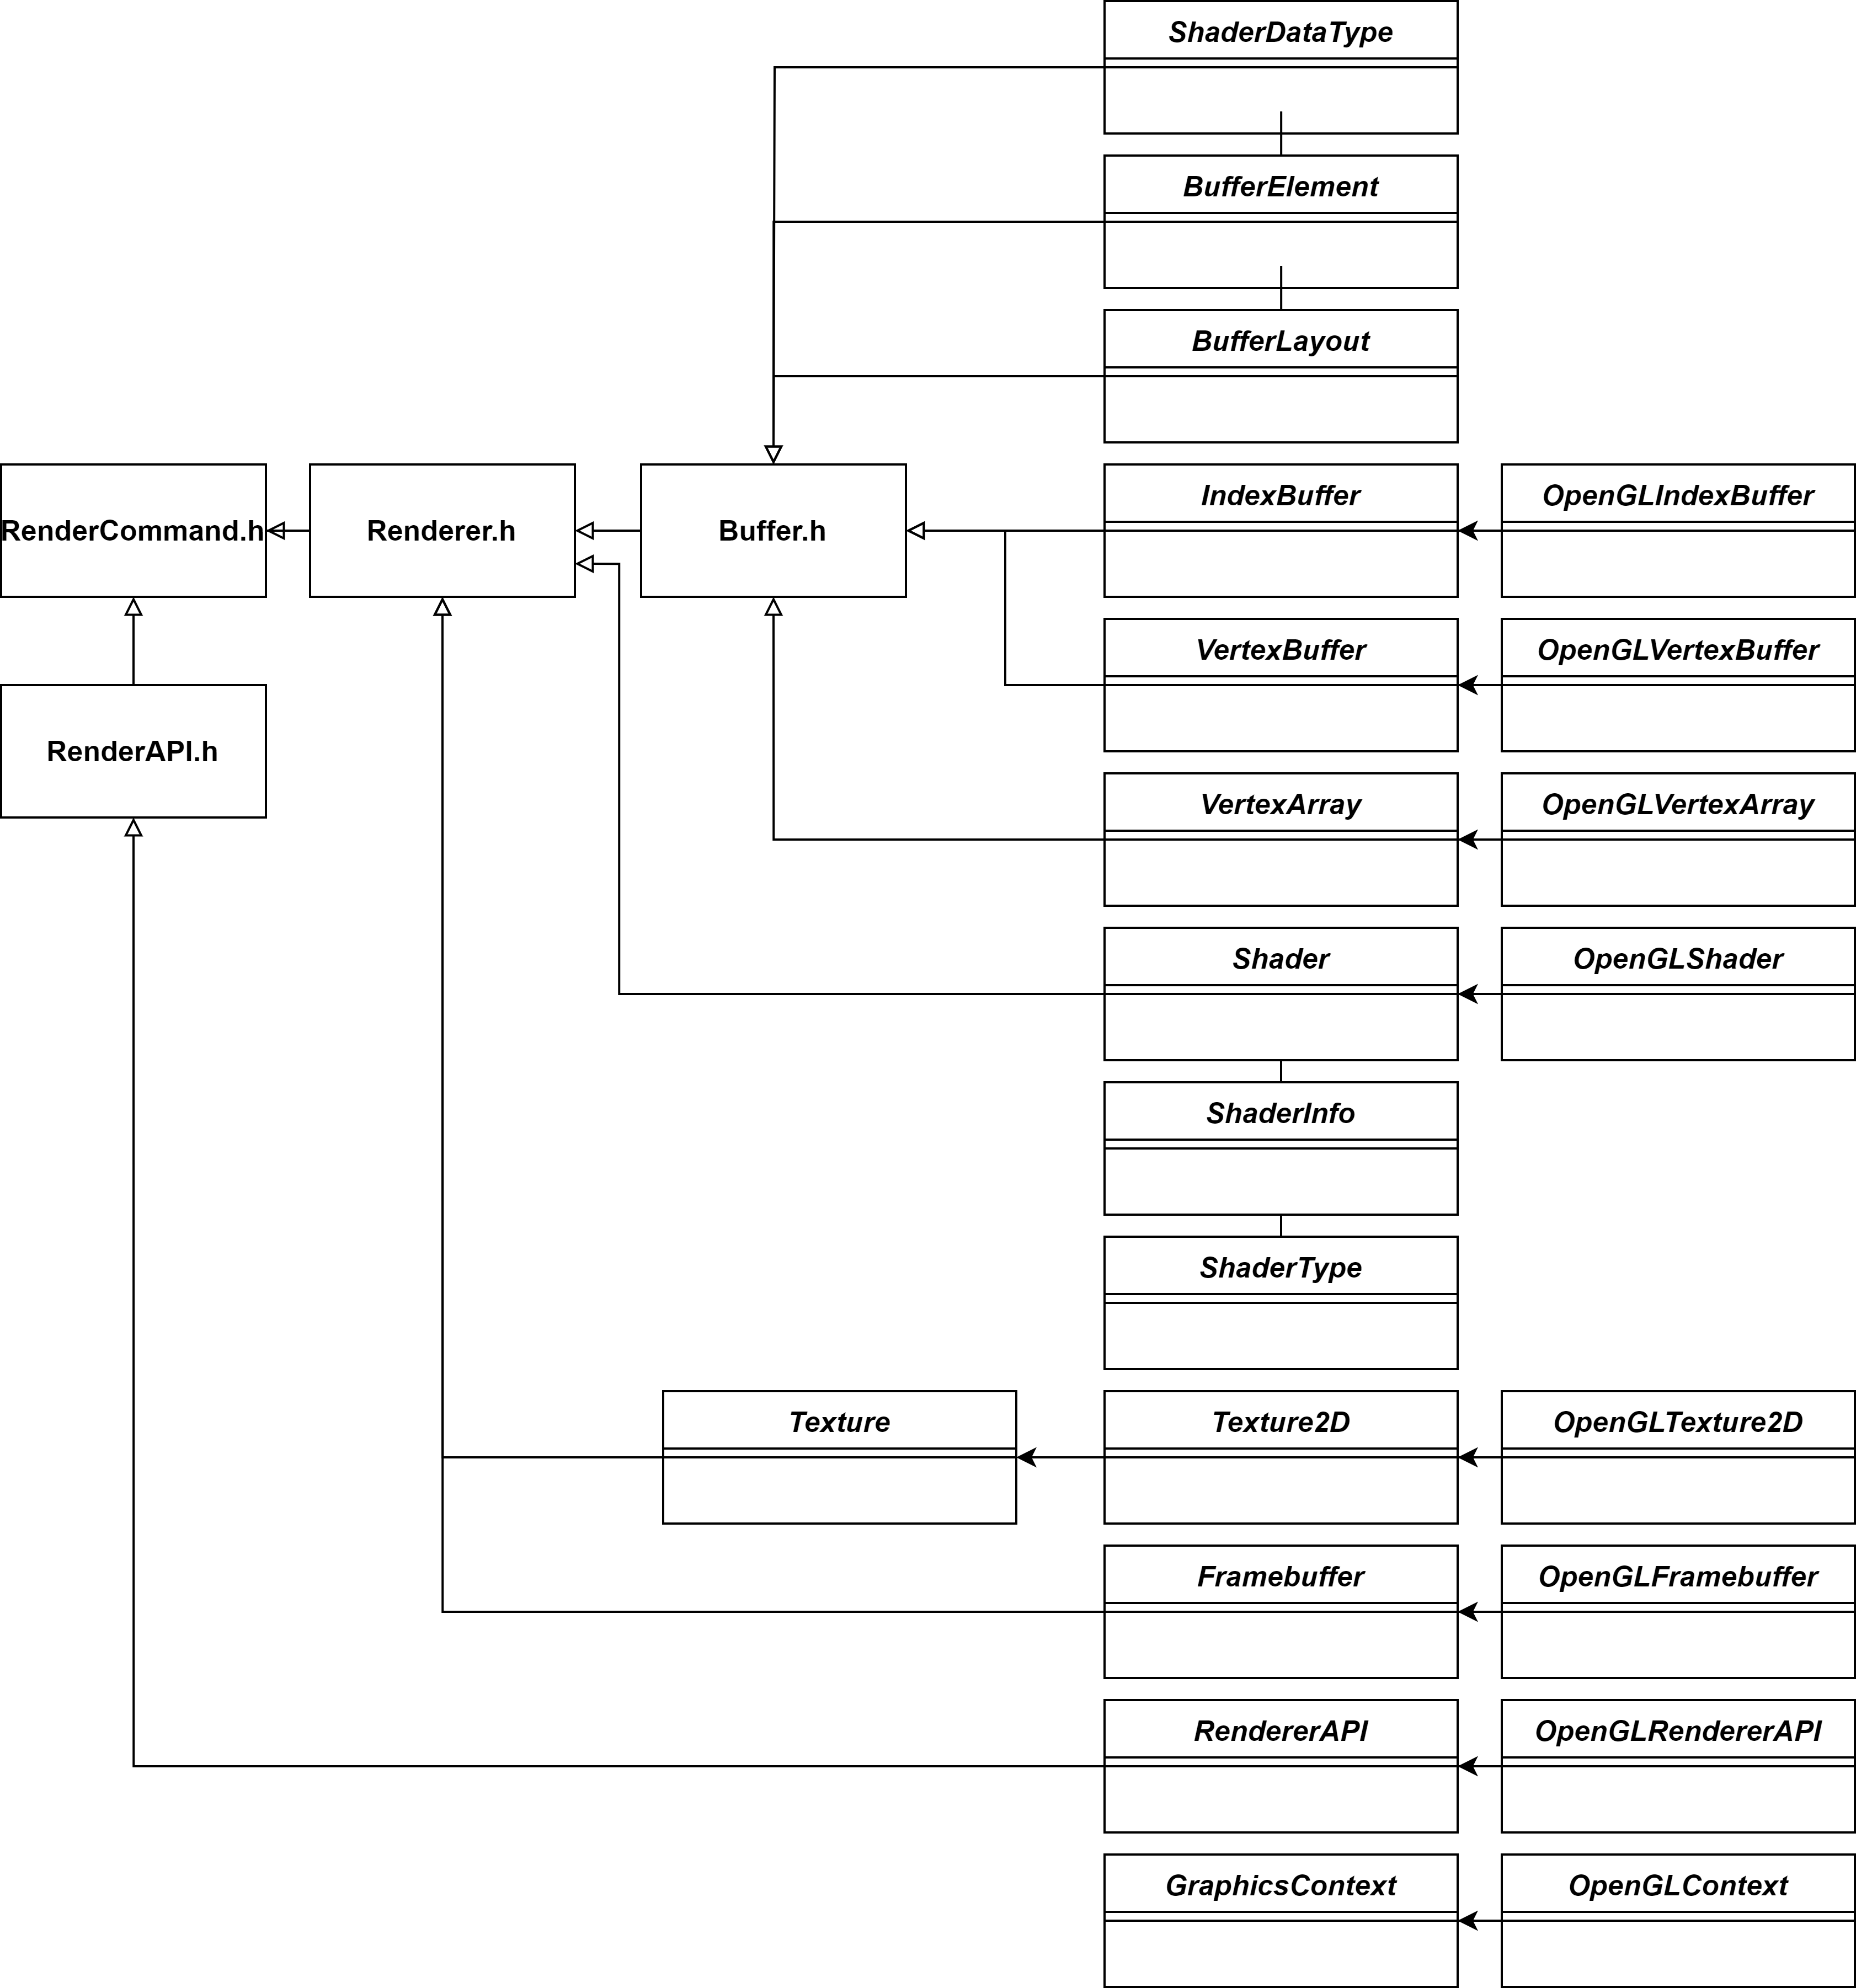 ShaderDataType
BufferElement
BufferLayout
RenderCommand.h
Renderer.h
Buffer.h
IndexBuffer
OpenGLIndexBuffer
VertexBuffer
OpenGLVertexBuffer
RenderAPI.h
VertexArray
OpenGLVertexArray
Shader
OpenGLShader
ShaderInfo
ShaderType
Texture
Texture2D
OpenGLTexture2D
Framebuffer
OpenGLFramebuffer
RendererAPI
OpenGLRendererAPI
GraphicsContext
OpenGLContext